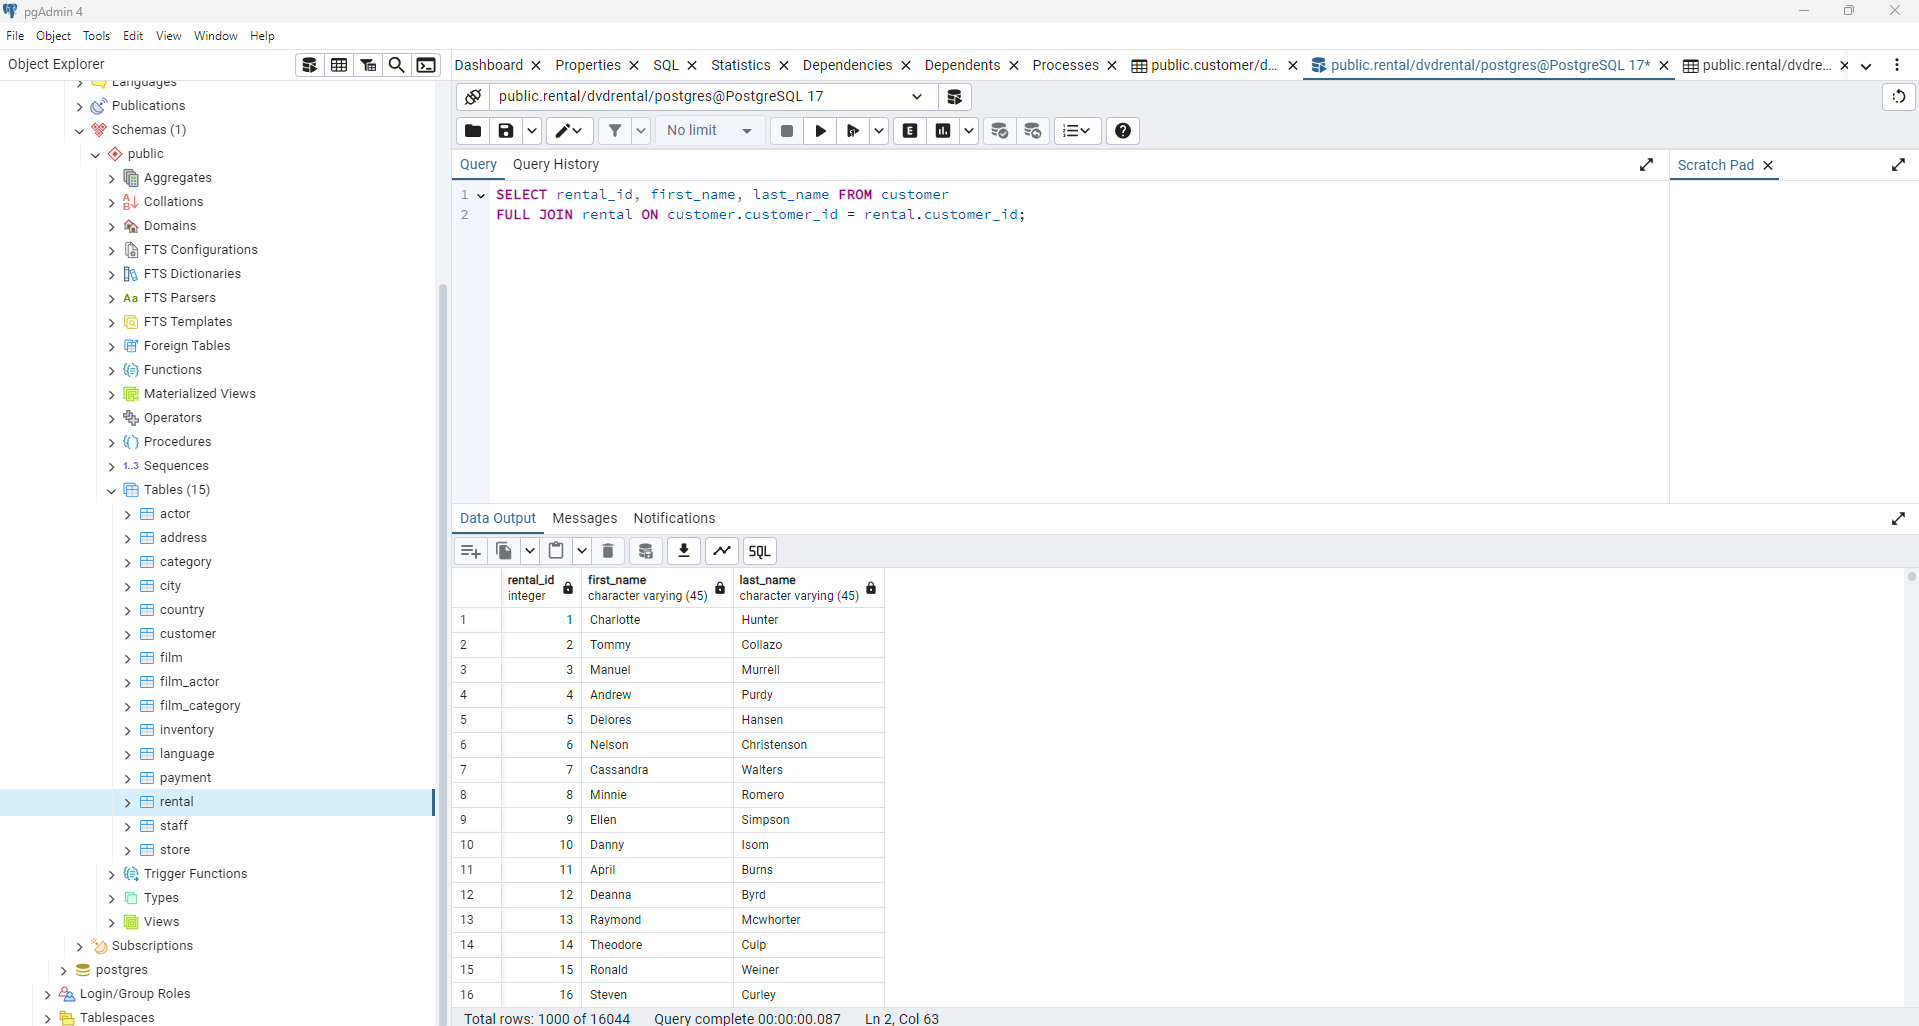 pgAdmin 4
File Object Tools Edit View Window Help
Object Explorer
Dashboard Properties SQL Statistics Dependencies Dependents Processes public.customer/d... public.rental/dvdrental/postgres@PostgreSQL 17* public.rental/dvdre...
Languages
Publications
Schemas (1)
public
Aggregates
Collations
Domains
FTS Configurations
FTS Dictionaries
Aa FTS Parsers
FTS Templates
Foreign Tables
Functions
Materialized Views
Operators
Procedures
1..3 Sequences
Tables (15)
actor
address
category
city
country
customer
film
film_actor
film_category
inventory
language
payment
rental
staff
store
Trigger Functions
Types
Views
Subscriptions
postgres
Login/Group Roles
Tablespaces
public.rental/dvdrental/postgres@PostgreSQL 17
No limit E
Query Query History
Scratch Pad
1 SELECT rental_id, first_name, last_name FROM customer
2 FULL JOIN rental ON customer.customer_id = rental.customer_id;
Data Output Messages Notifications
SQL
rental_id first_name last_name
integer character varying (45) character varying (45)
1 1 Charlotte Hunter
2 2 Tommy Collazo
3 3 Manuel Murrell
4 4 Andrew Purdy
5 5 Delores Hansen
6 6 Nelson Christenson
7 7 Cassandra Walters
8 8 Minnie Romero
9 9 Ellen Simpson
10 10 Danny Isom
11 11 April Burns
12 12 Deanna Byrd
13 13 Raymond Mcwhorter
14 14 Theodore Culp
15 15 Ronald Weiner
16 16 Steven Curley
Total rows: 1000 of 16044 Query complete 00:00:00.087 Ln 2, Col 63